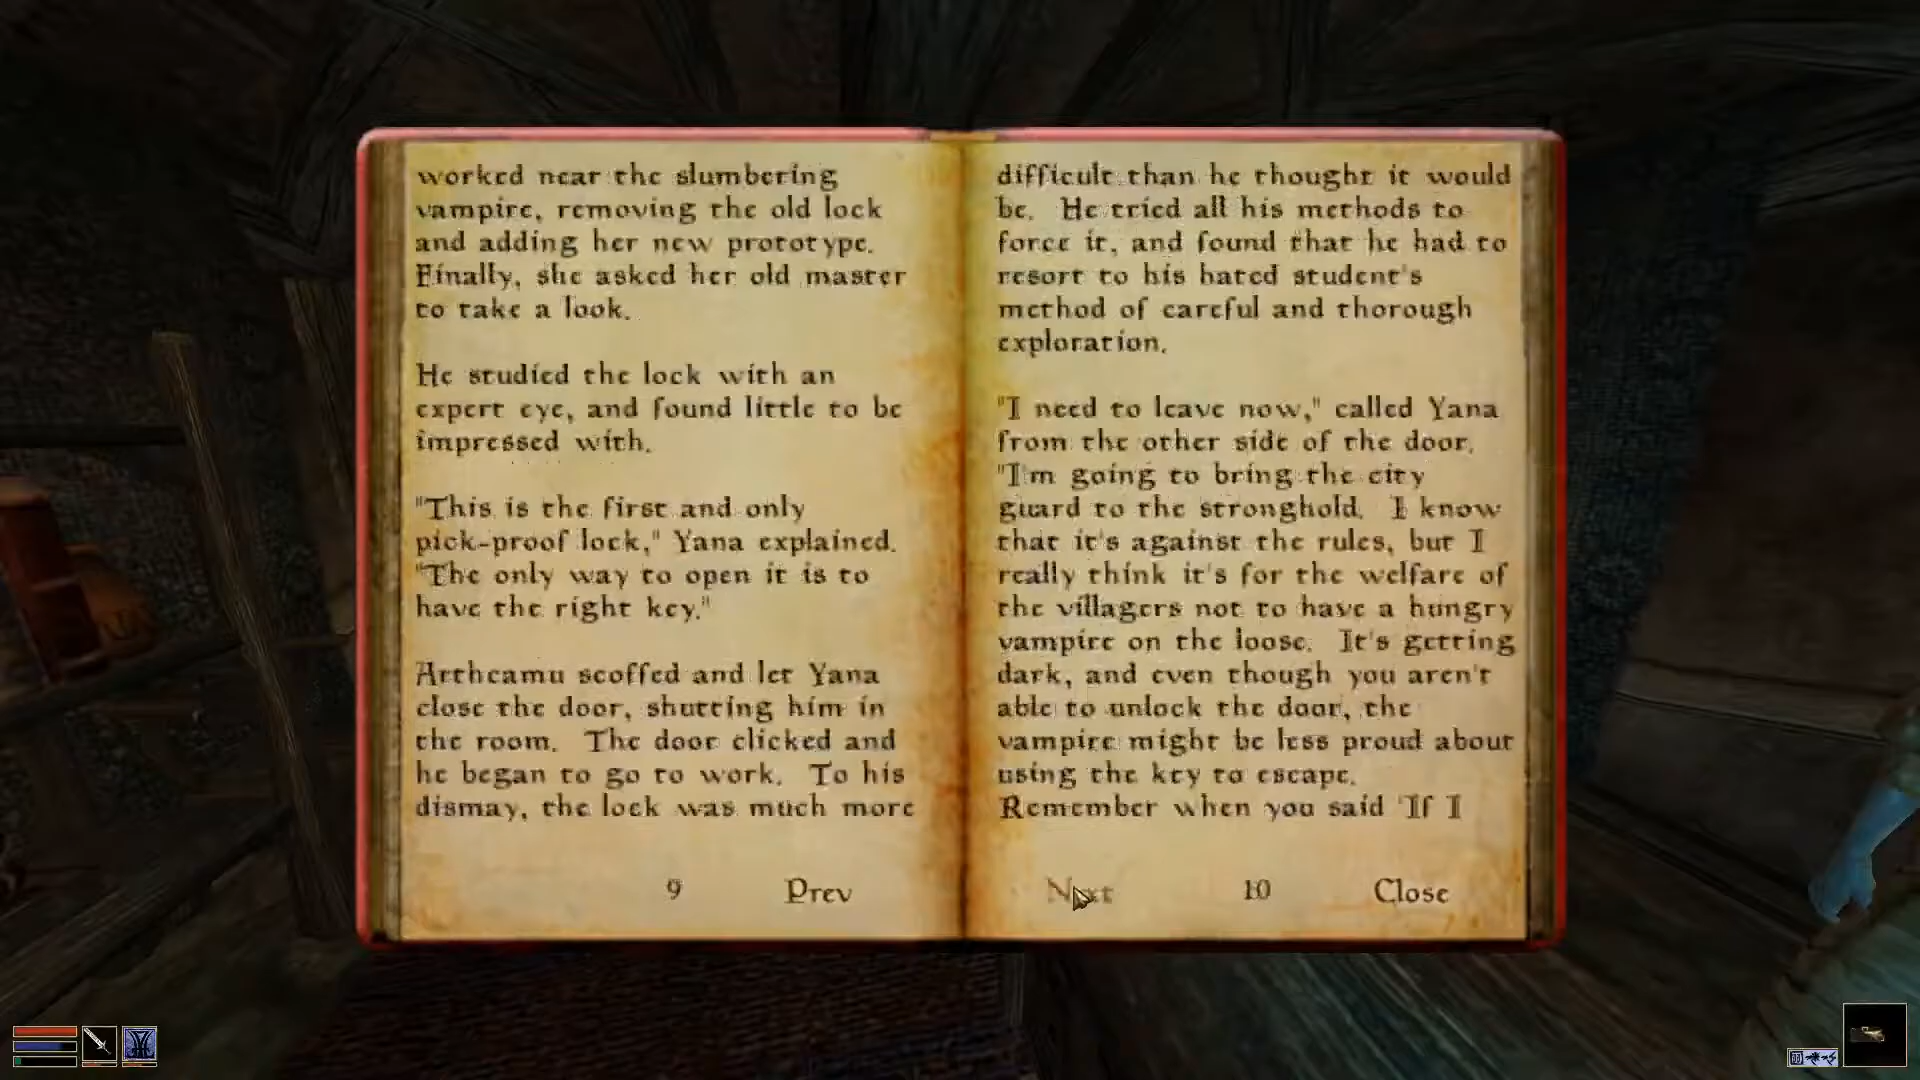 worked near the slumbering
vampire, removing the old lock
and adding her new prototype.
Finally, she asked her old master
to take a look.
He studied the lock with an
expert eye, and found little to be
impressed with.
"This is the first and only
pick-proof lock," Yana explained.
"The only way to open it is to
have the right key."
Arthcamu scoffed and let Yana
close the door, shutting him in
the room. The door clicked and
he began to go to work. To his
dismay, the lock was much more
9 Prev
difficult than he thought it would
be. He tried all his methods to
force it, and found that he had to
resort to his hated student's
method of careful and thorough
exploration.
"I need to leave now," called Yana
from the other side of the door.
"I'm going to bring the city
guard to the stronghold. I know
that it's against the rules, but I
really think it's for the welfare of
the villagers not to have a hungry
vampire on the loose. It's getting
dark, and even though you aren't
able to unlock the door, the
vampire might be less proud about
using the key to escape.
Remember when you said 'If I
Next 10 Close